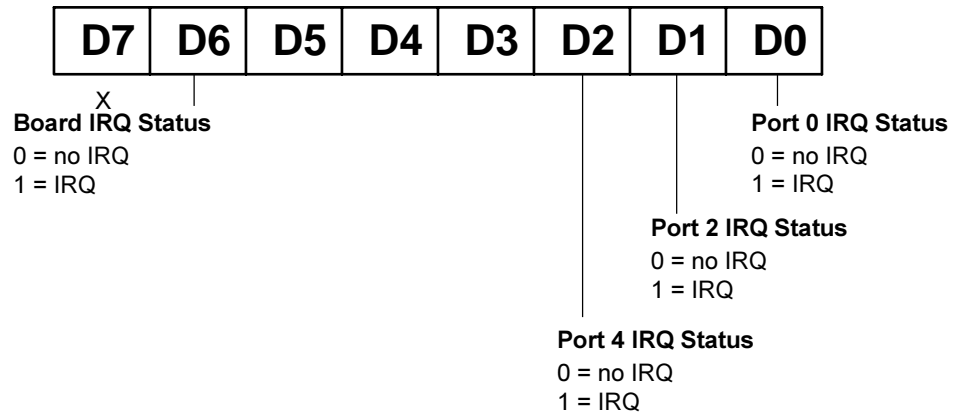 D7 D6 D5 D4 D3 D2 D1 D0
X
Board IRQ Status
0 = no IRQ
1 = IRQ
Port 0 IRQ Status
0 = no IRQ
1 = IRQ
Port 2 IRQ Status
0 = no IRQ
1 = IRQ
Port 4 IRQ Status
0 = no IRQ
1 = IRQ